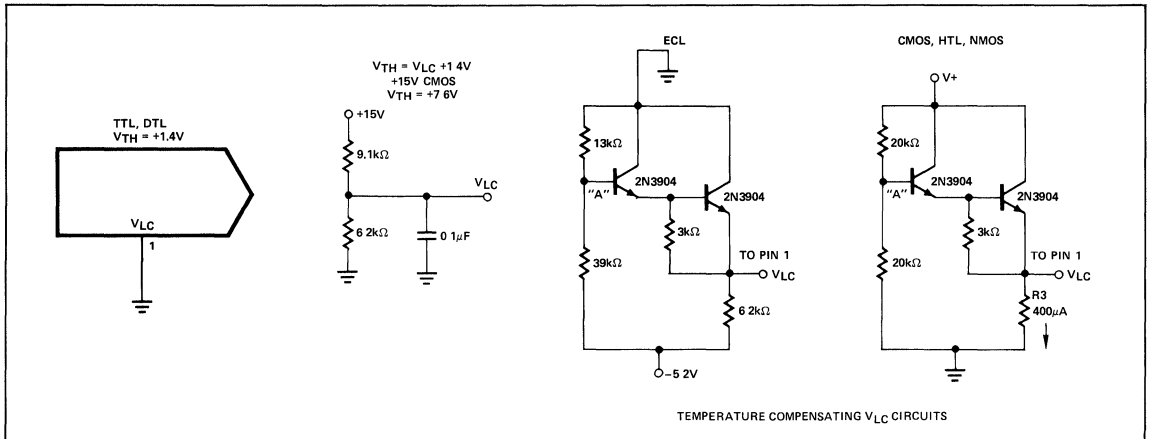 TTL, DTL
VTH = +1.4V
VLC
1
VTH = VLC +1 4V
+15V CMOS
VTH = +7 6V
+15V
9.1kΩ
VLC
6 2kΩ
0 1μF
ECL
13kΩ
2N3904
"A"
2N3904
3kΩ
39kΩ
TO PIN 1
VLC
6 2kΩ
−5 2V
CMOS, HTL, NMOS
V+
20kΩ
2N3904
"A"
2N3904
3kΩ
20kΩ
TO PIN 1
VLC
R3
400μA
TEMPERATURE COMPENSATING VLC CIRCUITS